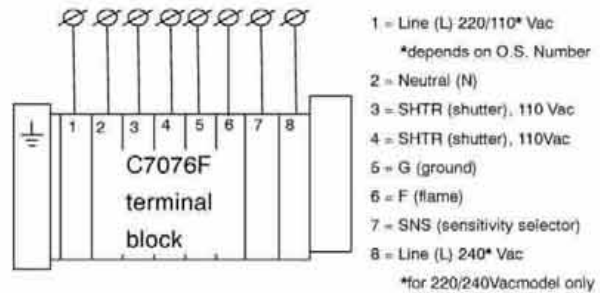 1 = Line (L) 220/110* Vac
*depends on O.S. Number
2 = Neutral (N)
3 = SHTR (shutter), 110 Vac
4 = SHTR (shutter), 110Vac
5 = G (ground)
6 = F (flame)
7 = SNS (sensitivity selector)
8 = Line (L) 240* Vac
*for 220/240Vacmodel only
1 2 3 4 5 6 7 8
C7076F
terminal
block